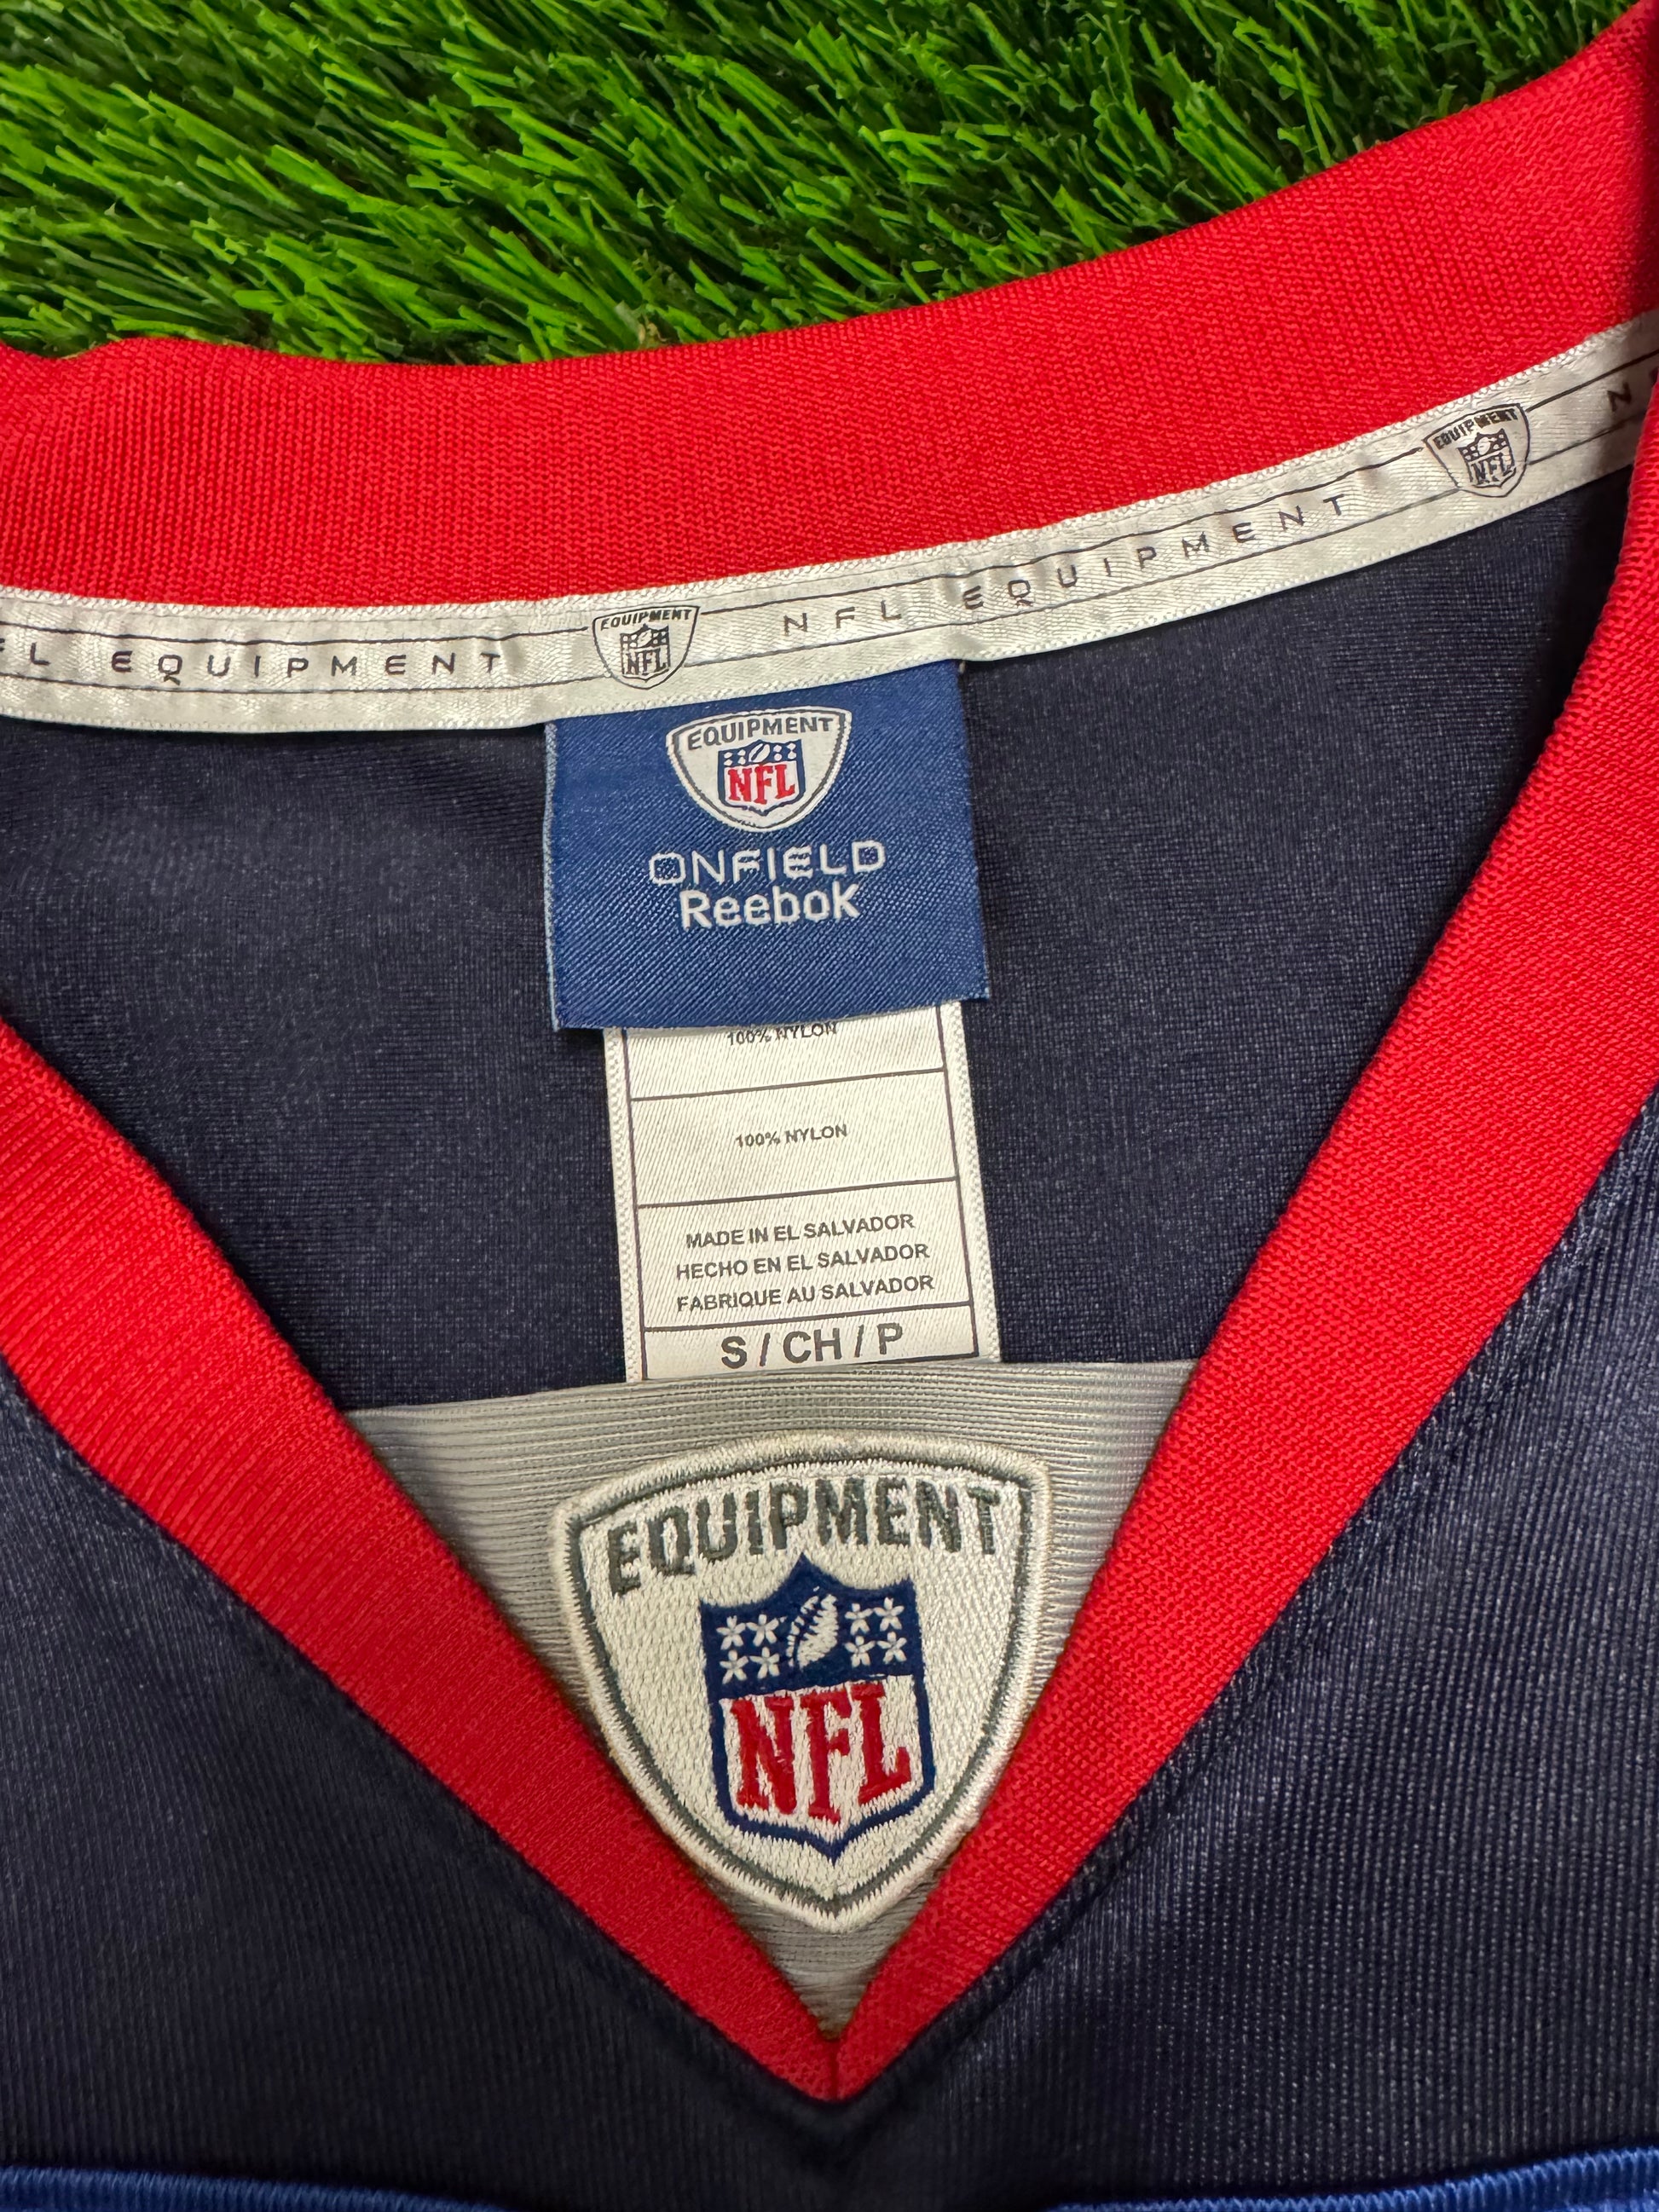 EQUIPMENT
NFL
N
L EQUIPMENT
EQUIPMENT
NFL
NFL EQUIPMENT
EQUIPMENT
NFL
ONFIELD
Reebok
100% NYLON
100% NYLON
MADE IN EL SALVADOR
HECHO EN EL SALVADOR
FABRIQUE AU SALVADOR
S / CH / P
EQUIPMENT
NFL